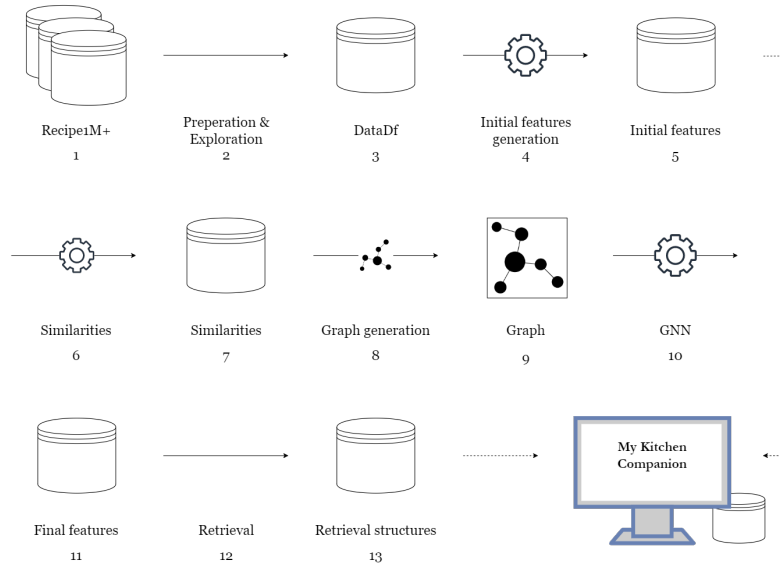 Recipe1M+
1
Preperation &
Exploration
2
DataDf
3
Initial features
generation
4
Initial features
5
Similarities
6
Similarities
7
Graph generation
8
Graph
9
GNN
10
My Kitchen
Companion
Final features
11
Retrieval
12
Retrieval structures
13